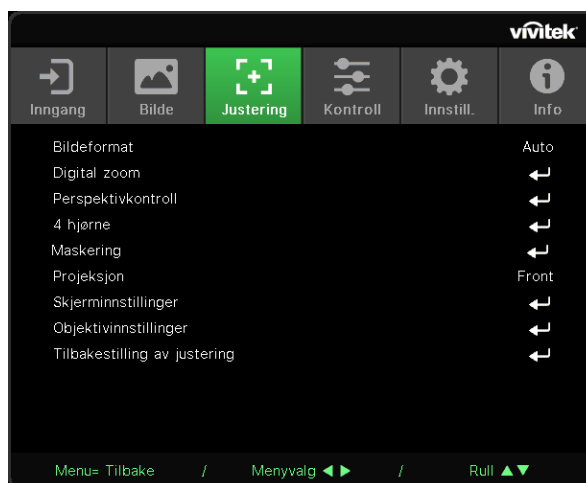 vivitek
Inngang Bilde Justering Kontroll Innstill. Info
Bildeformat Auto
Digital zoom
Perspektivkontroll
4 hjørne
Maskering
Projeksjon Front
Skjerminnstillinger
Objektivinnstillinger
Tilbakestilling av justering
Menu= Tilbake / Menyvalg ◀ ▶ / Rull ▲▼